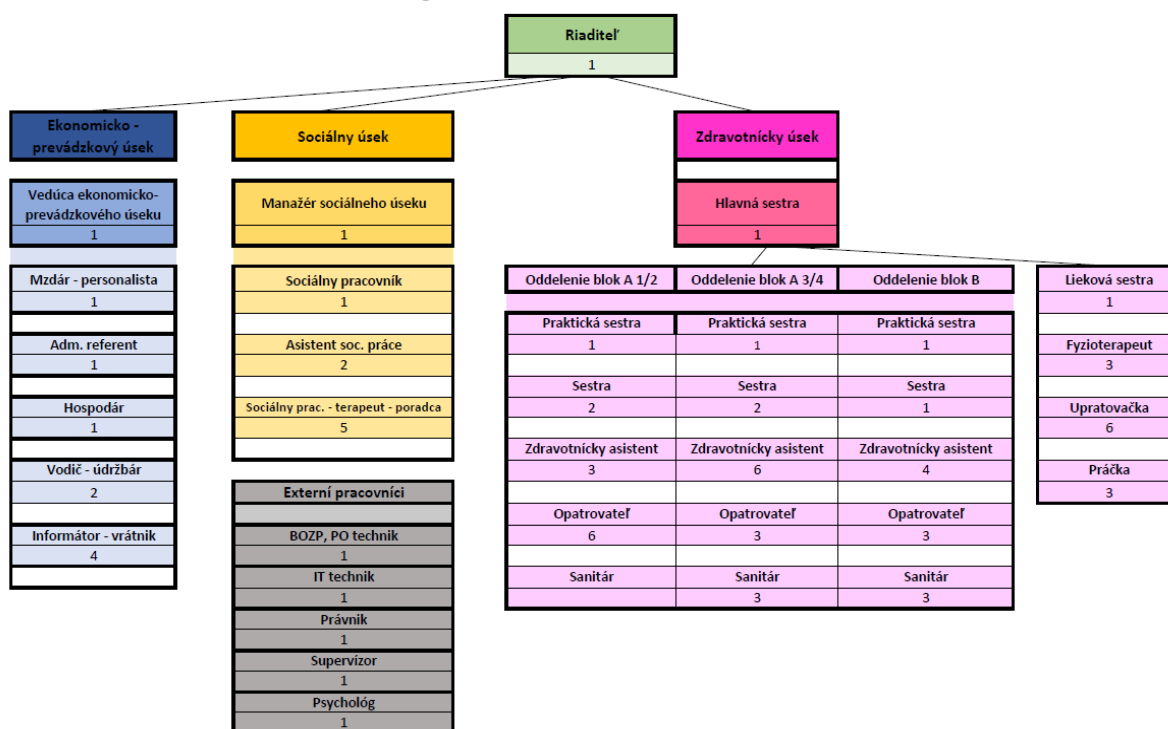 Riaditeľ
1
Ekonomicko -
prevádzkový úsek
Sociálny úsek
Zdravotnícky úsek
Vedúca ekonomicko-
prevádzkového úseku
1
Manažér sociálneho úseku
1
Hlavná sestra
1
Mzdár - personalista
1
Adm. referent
1
Hospodár
1
Vodič - údržbár
2
Informátor - vrátnik
4
Sociálny pracovník
1
Asistent soc. práce
2
Sociálny prac. - terapeut - poradca
5
Externí pracovníci
BOZP, PO technik
1
IT technik
1
Právnik
1
Supervízor
1
Psychológ
1
Oddelenie blok A 1/2
Praktická sestra
1
Sestra
2
Zdravotnícky asistent
3
Opatrovateľ
6
Sanitár
Oddelenie blok A 3/4
Praktická sestra
1
Sestra
2
Zdravotnícky asistent
6
Opatrovateľ
3
Sanitár
3
Oddelenie blok B
Praktická sestra
1
Sestra
1
Zdravotnícky asistent
4
Opatrovateľ
3
Sanitár
3
Lieková sestra
1
Fyzioterapeut
3
Upratovačka
6
Práčka
3